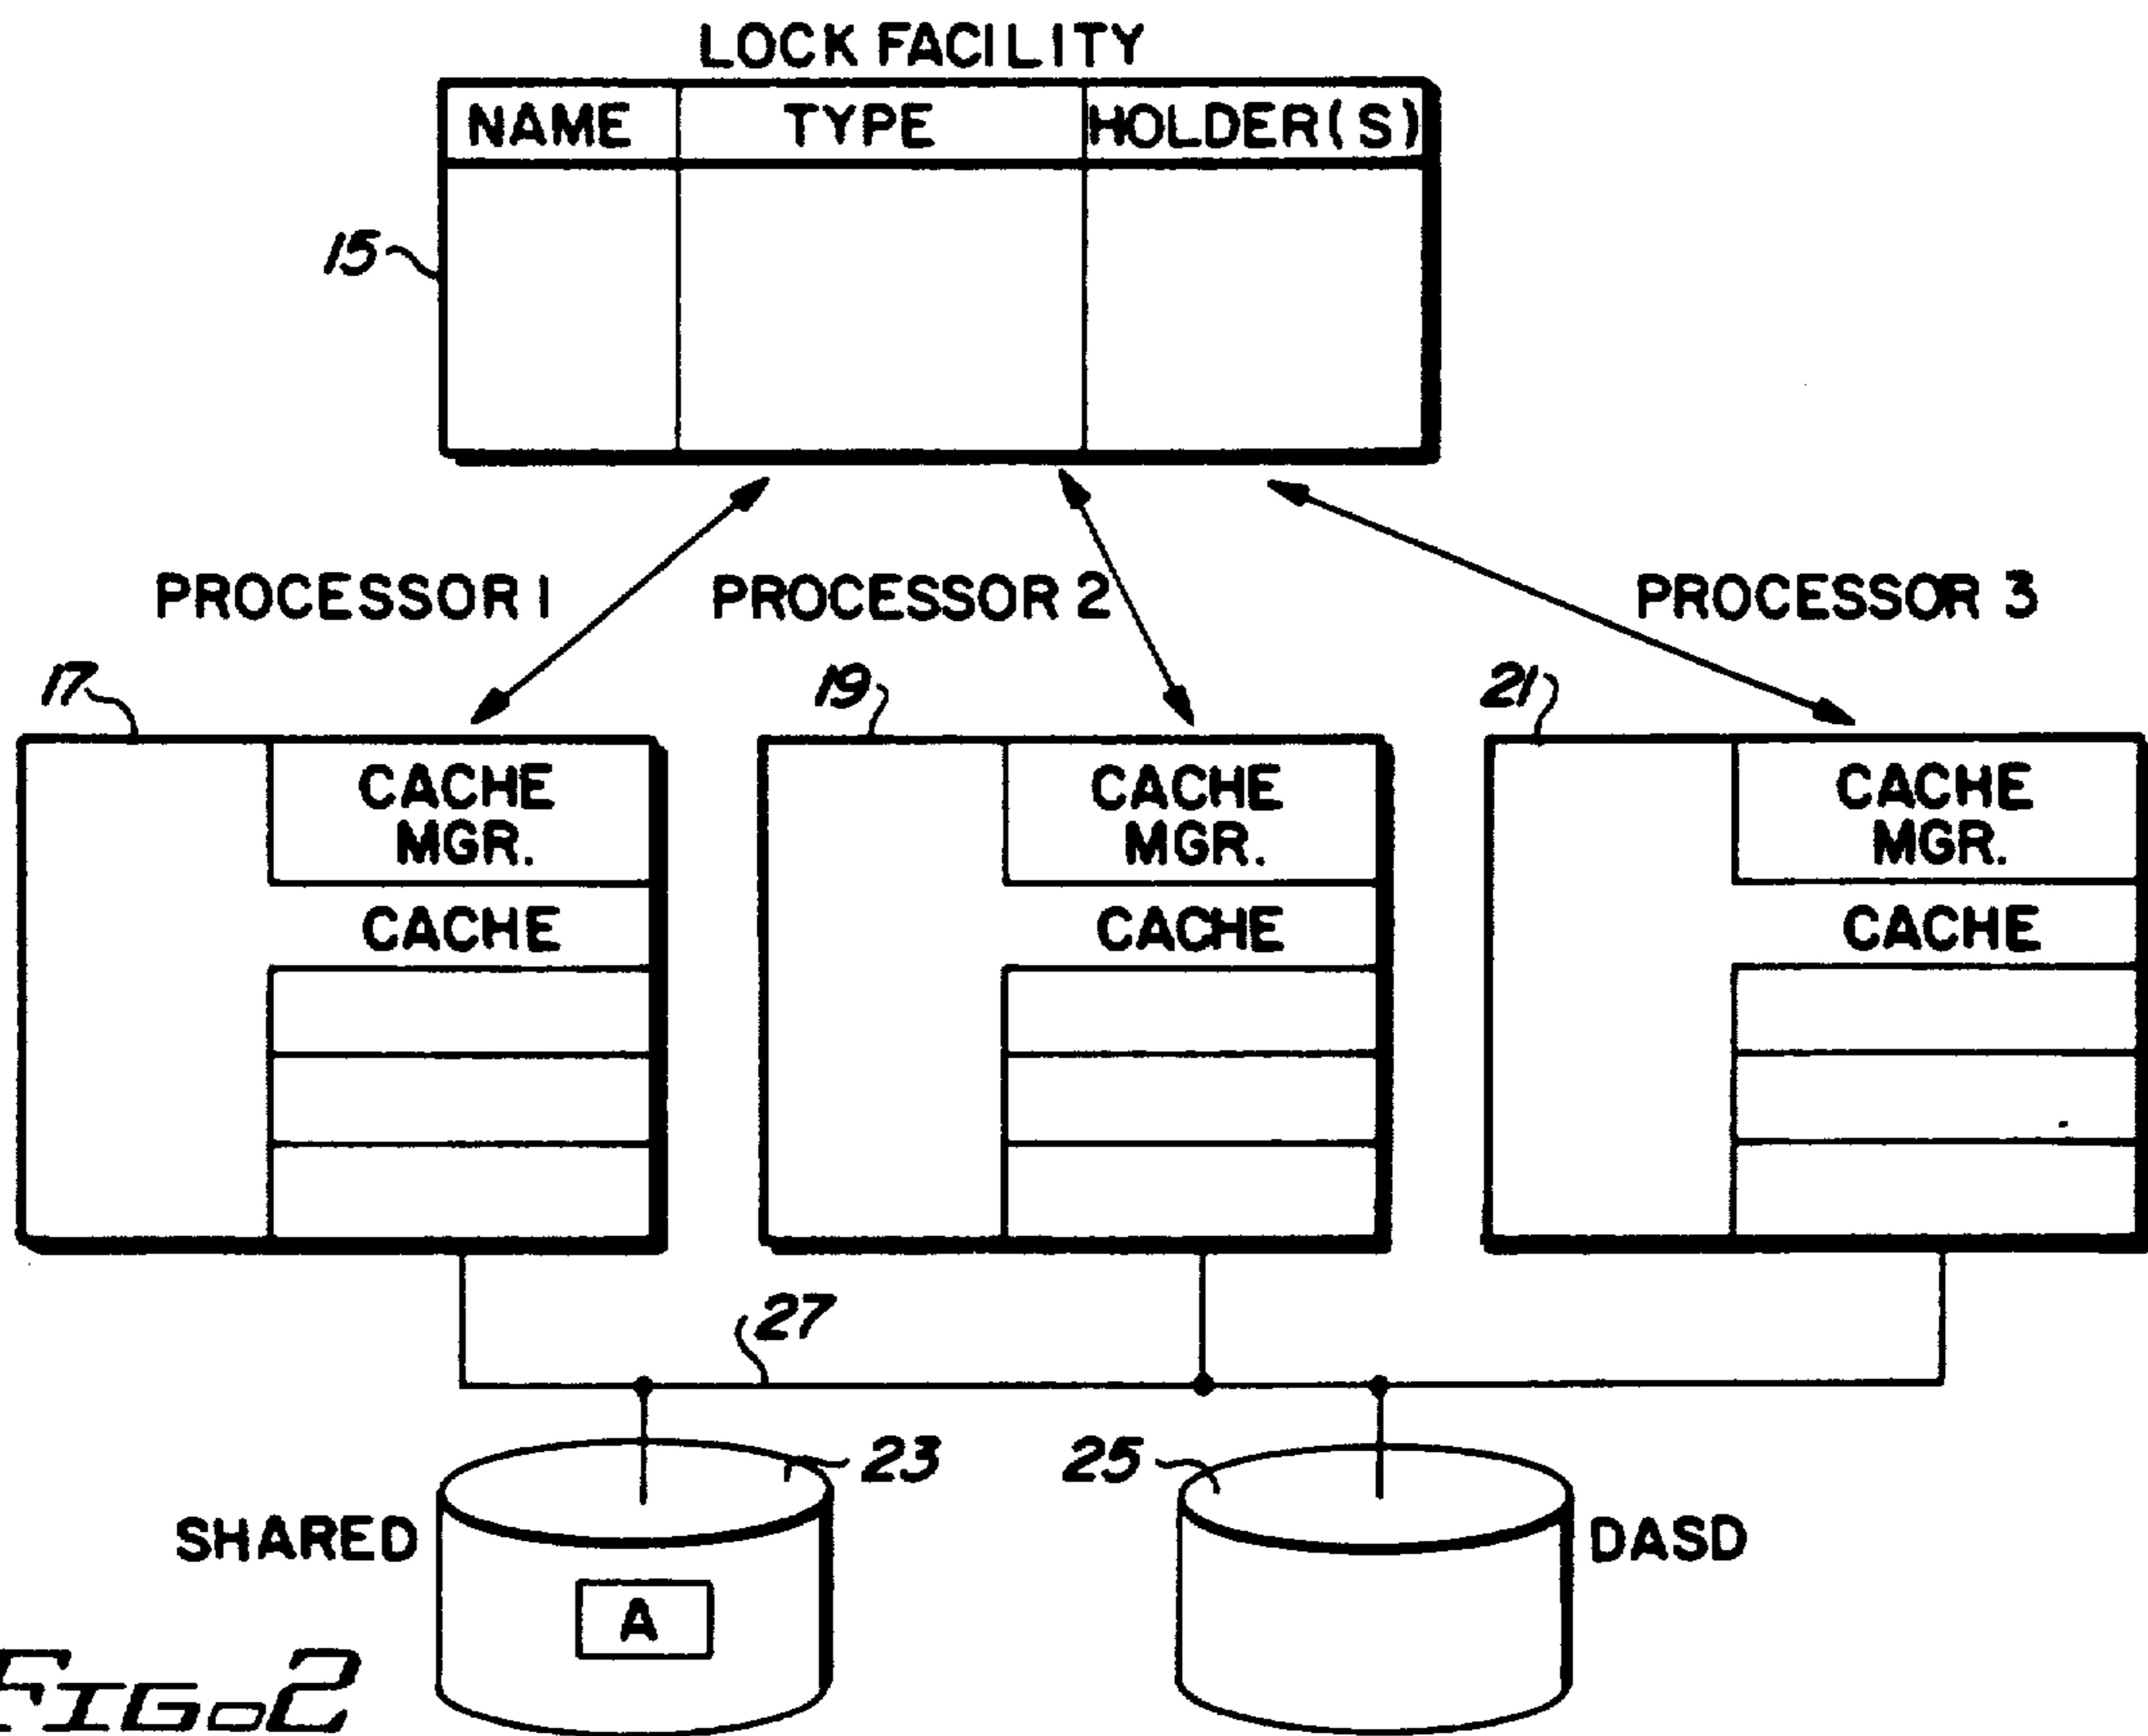 LOCK FACILITY
NAME TYPE HOLDER(S)
15
PROCESSOR 1 PROCESSOR 2 PROCESSOR 3
17 19 21
CACHE MGR.
CACHE
CACHE MGR.
CACHE
CACHE MGR.
CACHE
27
23 25
SHARED DASD
A
FIG. 2